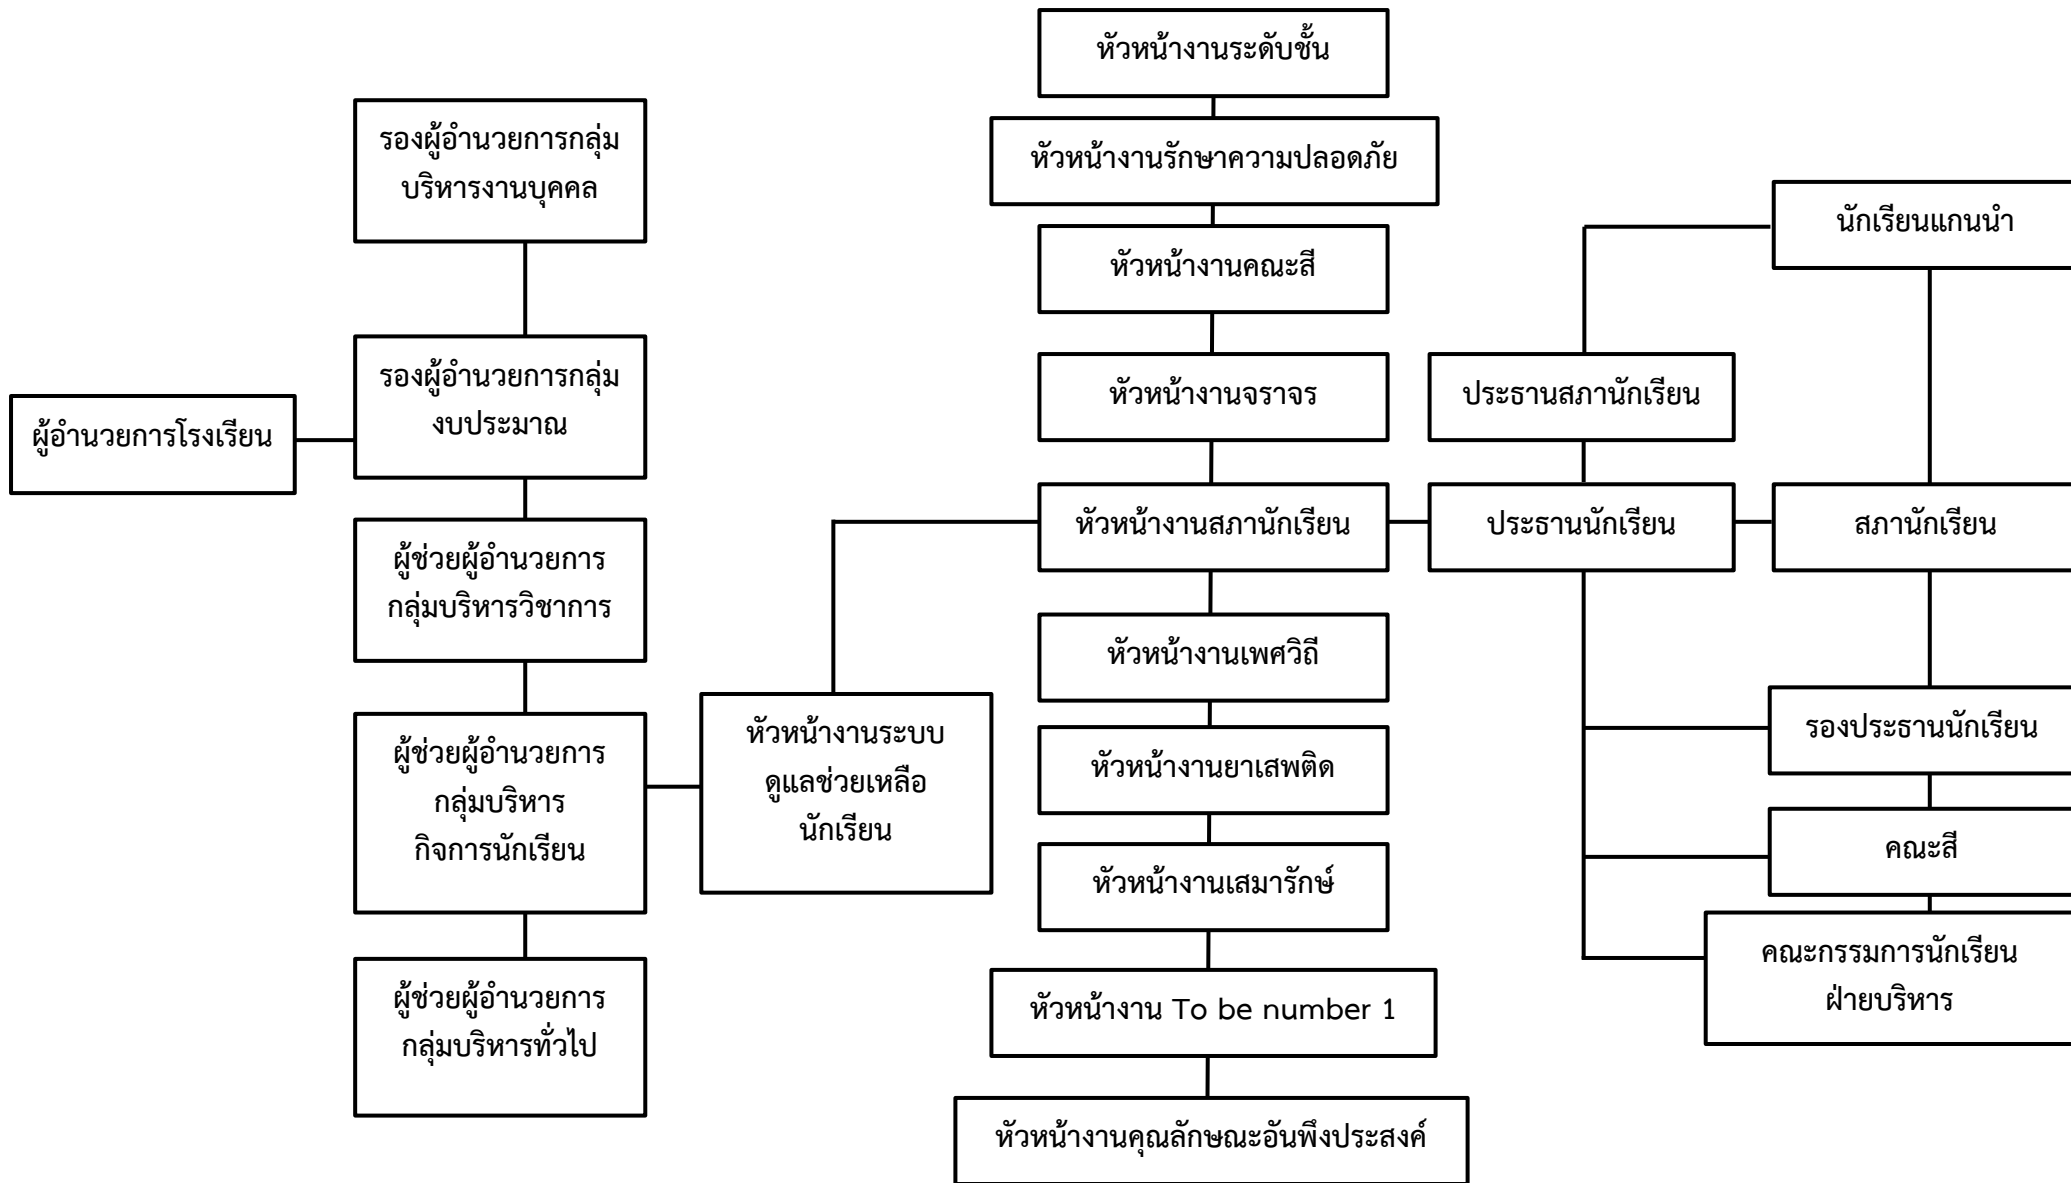 หัวหน้างานระดับชั้น
รองผู้อำนวยการกลุ่ม
บริหารงานบุคคล
หัวหน้างานรักษาความปลอดภัย
นักเรียนแกนนำ
หัวหน้างานคณะสี
รองผู้อำนวยการกลุ่ม
งบประมาณ
หัวหน้างานจราจร
ประธานสภานักเรียน
ผู้อำนวยการโรงเรียน
หัวหน้างานสภานักเรียน
ประธานนักเรียน
สภานักเรียน
ผู้ช่วยผู้อำนวยการ
กลุ่มบริหารวิชาการ
หัวหน้างานเพศวิถี
รองประธานนักเรียน
ผู้ช่วยผู้อำนวยการ
กลุ่มบริหาร
กิจการนักเรียน
หัวหน้างานระบบ
ดูแลช่วยเหลือ
นักเรียน
หัวหน้างานยาเสพติด
คณะสี
หัวหน้างานเสมารักษ์
คณะกรรมการนักเรียน
ฝ่ายบริหาร
ผู้ช่วยผู้อำนวยการ
กลุ่มบริหารทั่วไป
หัวหน้างาน To be number 1
หัวหน้างานคุณลักษณะอันพึงประสงค์